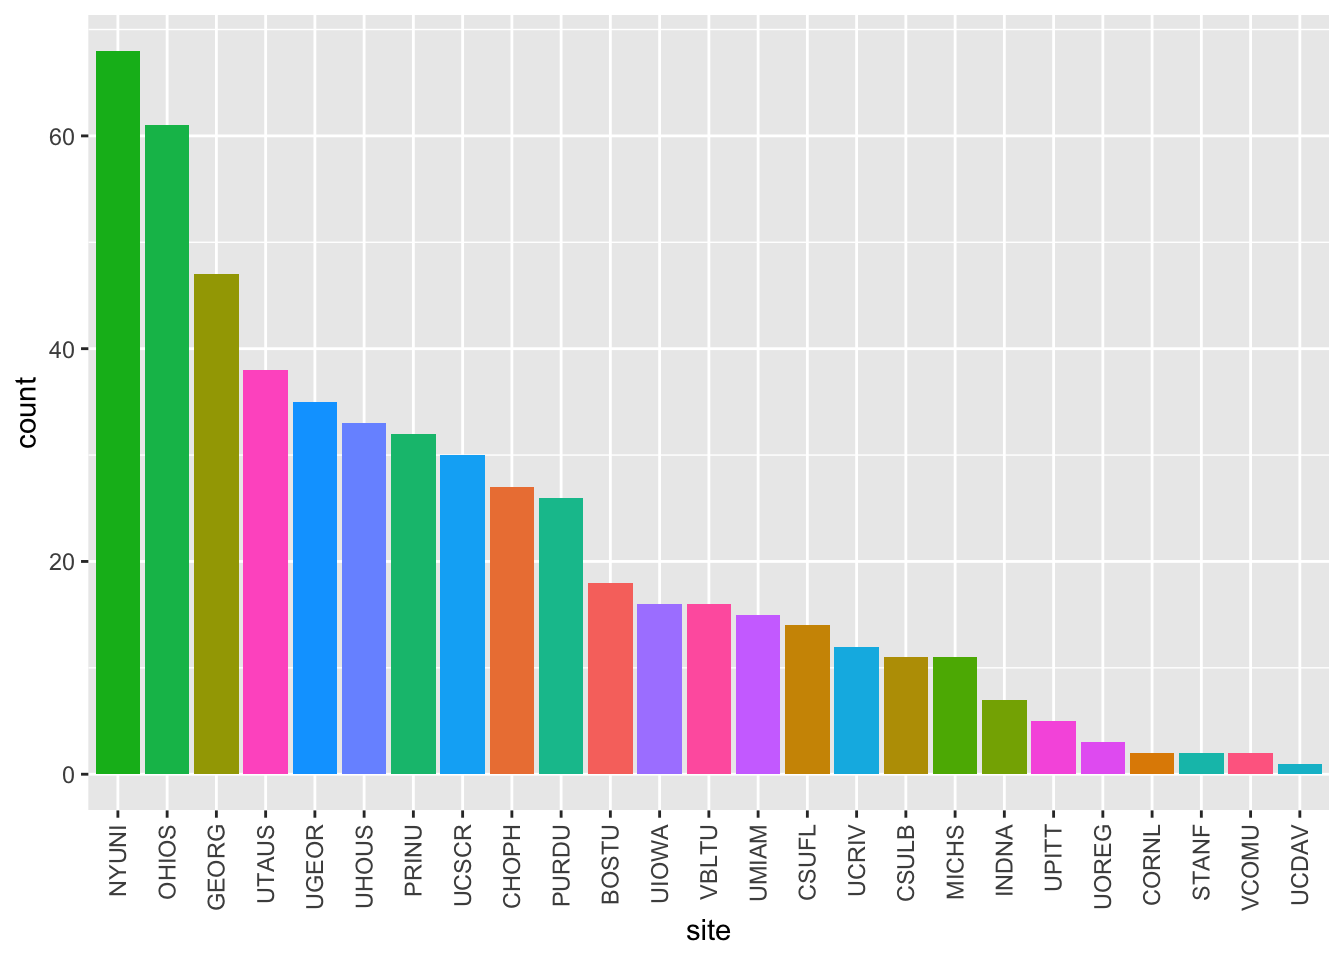 count
60
40
20
0
NYUNI
OHIOS
GEORG
UTAUS
UGEOR
UHOUS
PRINU
UCSCR
CHOPH
PURDU
BOSTU
UIOWA
VBLTU
UMIAM
CSUFL
UCRIV
CSULB
MICHS
INDNA
UPITT
UOREG
CORNL
STANF
VCOMU
UCDAV
site